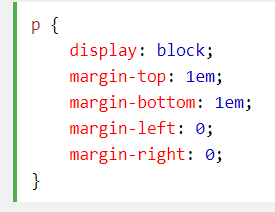 p {
    display: block;
    margin-top: 1em;
    margin-bottom: 1em;
    margin-left: 0;
    margin-right: 0;
}